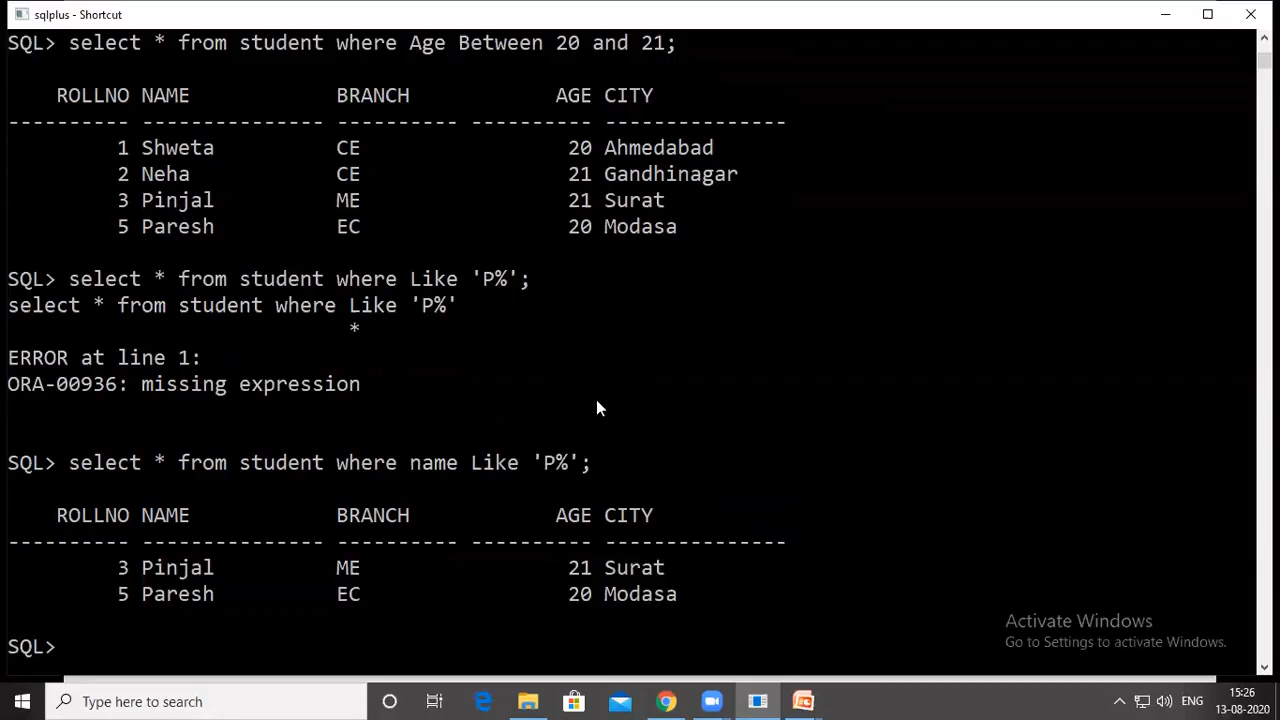 sqlplus - Shortcut
SQL> select * from student where Age Between 20 and 21;
ROLLNO NAME BRANCH AGE CITY
---------- --------------- ---------- ---------- ---------------
1 Shweta CE 20 Ahmedabad
2 Neha CE 21 Gandhinagar
3 Pinjal ME 21 Surat
5 Paresh EC 20 Modasa
SQL> select * from student where Like 'P%';
select * from student where Like 'P%'
*
ERROR at line 1:
ORA-00936: missing expression
SQL> select * from student where name Like 'P%';
ROLLNO NAME BRANCH AGE CITY
---------- --------------- ---------- ---------- ---------------
3 Pinjal ME 21 Surat
5 Paresh EC 20 Modasa
SQL>
Activate Windows
Go to Settings to activate Windows.
Type here to search
ENG
15:26
13-08-2020